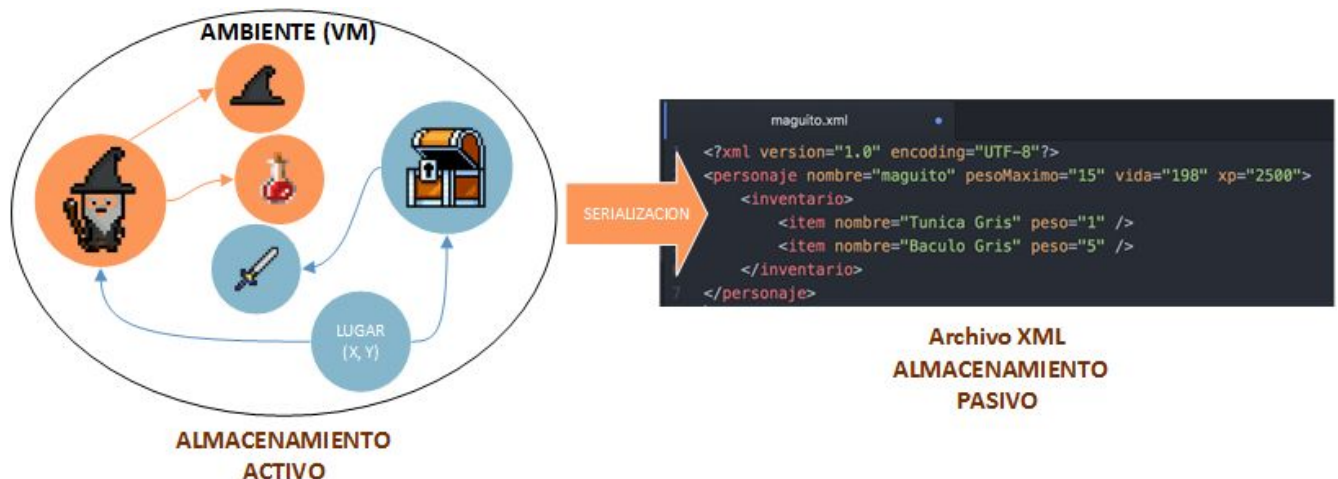 AMBIENTE (VM)
LUGAR
(X, Y)
ALMACENAMIENTO
ACTIVO
SERIALIZACION
maguito.xml
<?xml version="1.0" encoding="UTF-8"?>
<personaje nombre="maguito" pesoMaximo="15" vida="198" xp="2500">
<inventario>
<item nombre="Tunica Gris" peso="1" />
<item nombre="Baculo Gris" peso="5" />
</inventario>
7 </personaje>
Archivo XML
ALMACENAMIENTO
PASIVO